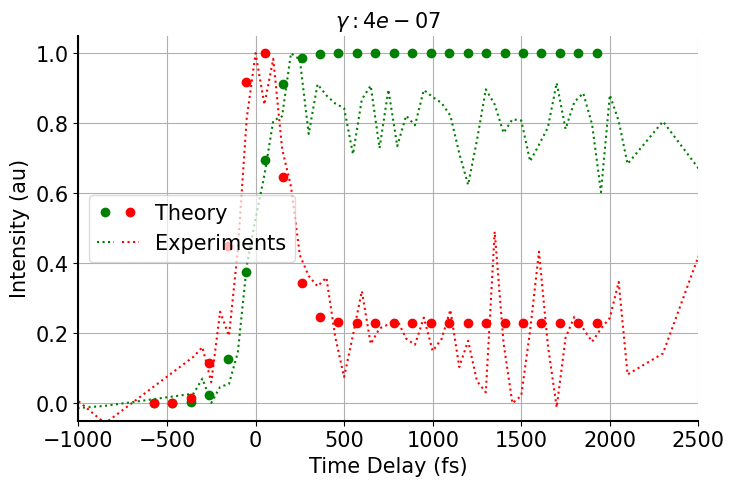 γ : 4e − 07
Intensity (au)
1.0
0.8
0.6
0.4
0.2
0.0
Theory
Experiments
−1000 −500 0 500 1000 1500 2000 2500
Time Delay (fs)